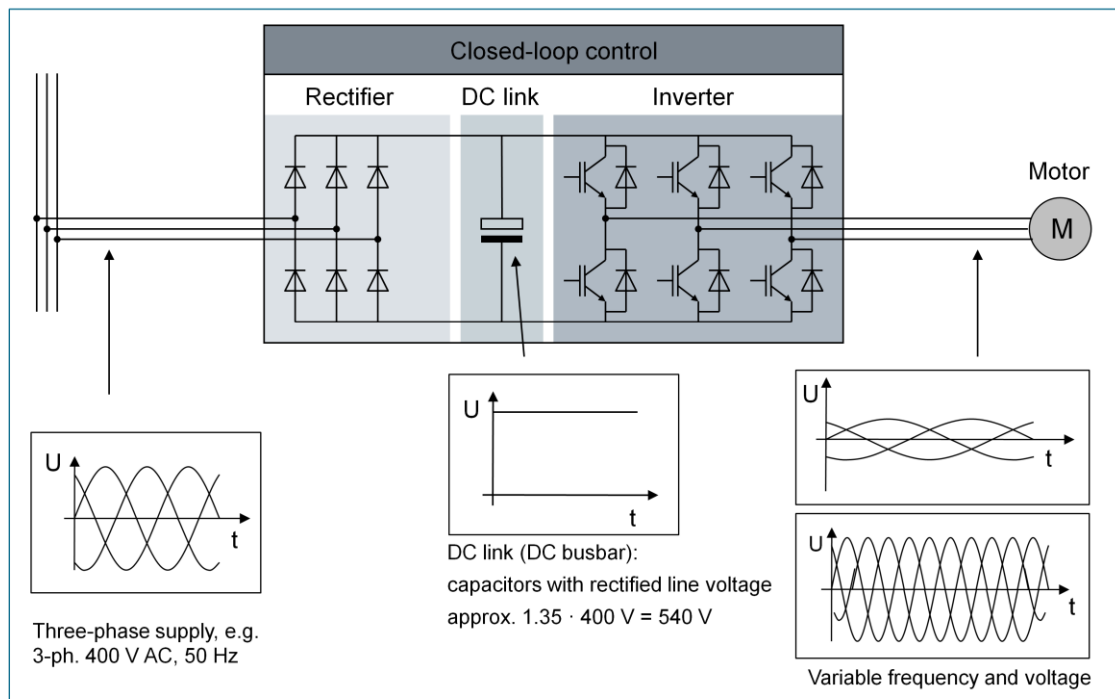 Closed-loop control
Rectifier
DC link
Inverter
Motor
M
U
t
Three-phase supply, e.g.
3-ph. 400 V AC, 50 Hz
U
t
DC link (DC busbar):
capacitors with rectified line voltage
approx. 1.35 · 400 V = 540 V
U
t
U
t
Variable frequency and voltage